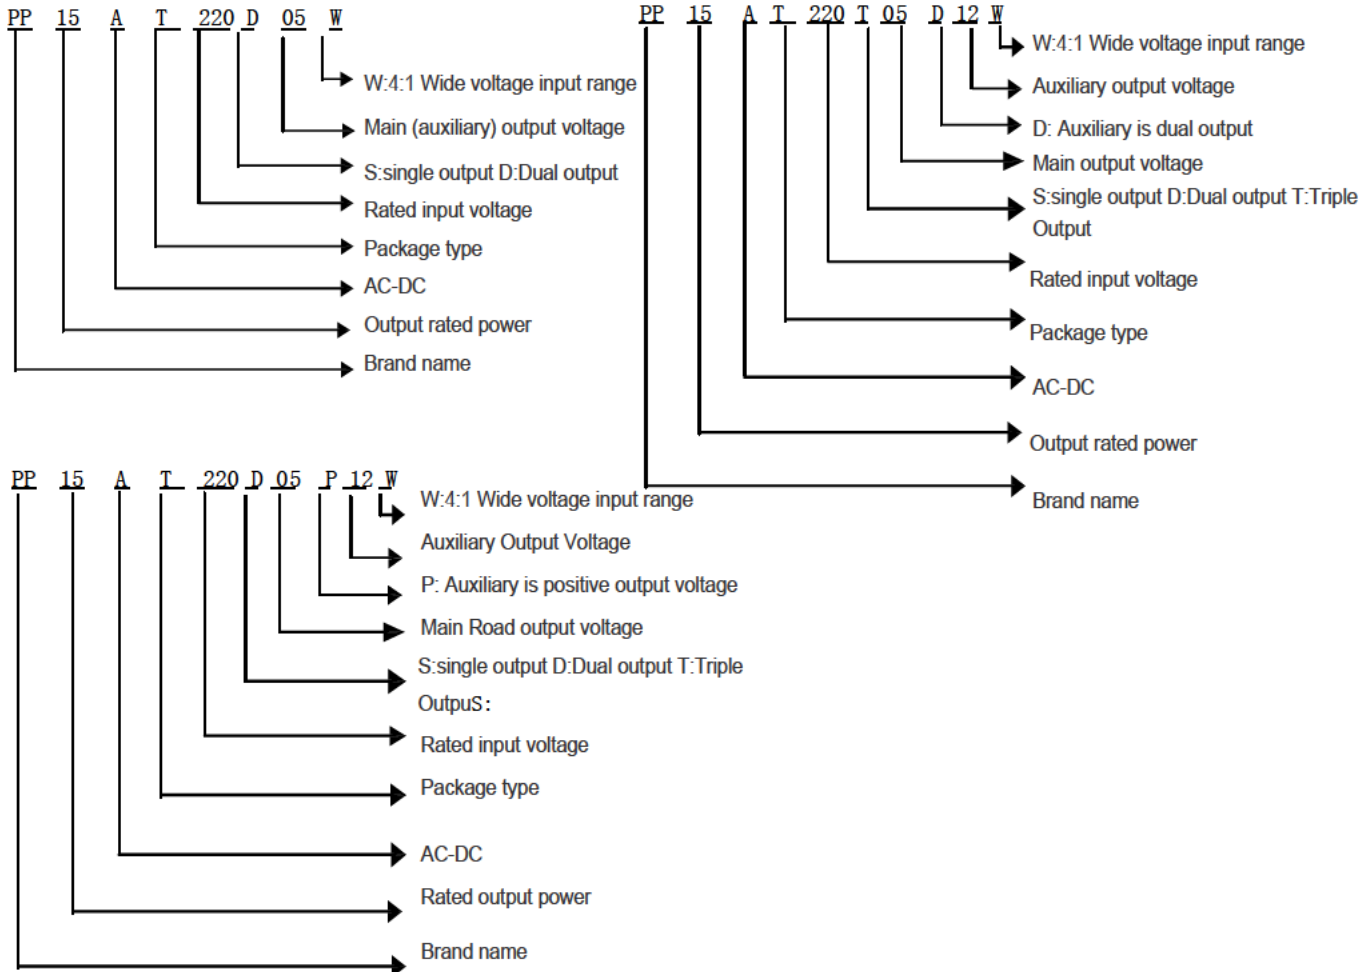 PP 15 A T 220 D 05 W
W:4:1 Wide voltage input range
Main (auxiliary) output voltage
S:single output D:Dual output
Rated input voltage
Package type
AC-DC
Output rated power
Brand name
PP 15 A T 220 T 05 D 12 W
W:4:1 Wide voltage input range
Auxiliary output voltage
D: Auxiliary is dual output
Main output voltage
S:single output D:Dual output T:Triple
Output
Rated input voltage
Package type
AC-DC
Output rated power
Brand name
PP 15 A T 220 D 05 P 12 W
W:4:1 Wide voltage input range
Auxiliary Output Voltage
P: Auxiliary is positive output voltage
Main Road output voltage
S:single output D:Dual output T:Triple
OutpuS:
Rated input voltage
Package type
AC-DC
Rated output power
Brand name